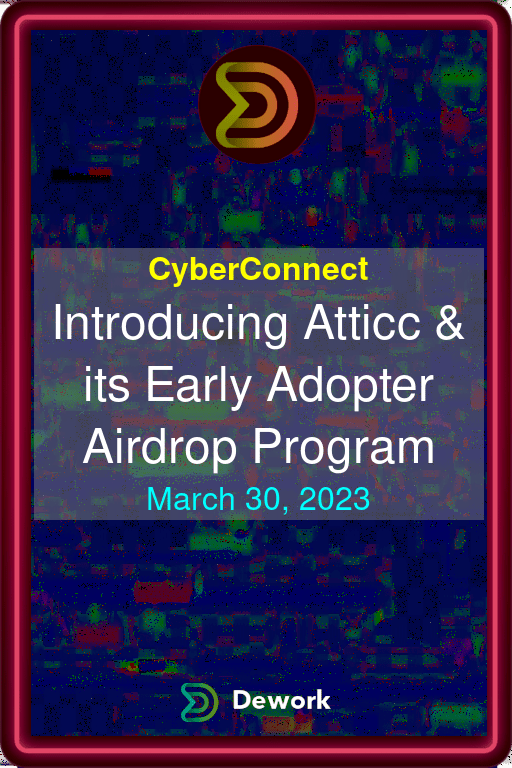 CyberConnect
Introducing Atticc &
its Early Adopter
Airdrop Program
March 30, 2023
Dework